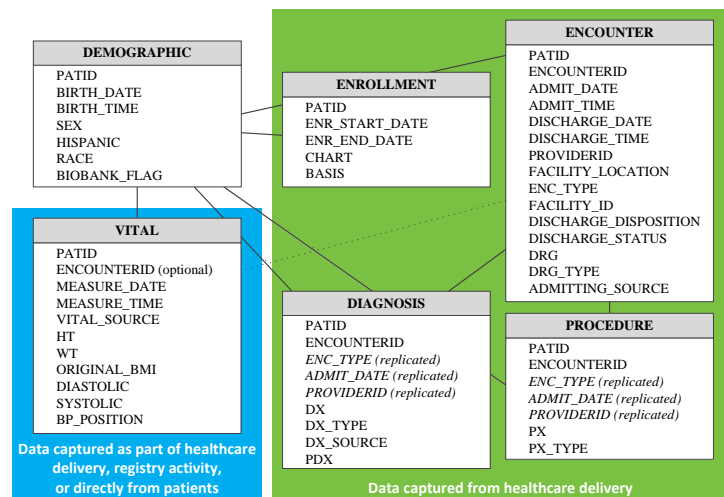 DEMOGRAPHIC
PATID
BIRTH_DATE
BIRTH_TIME
SEX
HISPANIC
RACE
BIOBANK_FLAG
ENROLLMENT
PATID
ENR_START_DATE
ENR_END_DATE
CHART
BASIS
ENCOUNTER
PATID
ENCOUNTERID
ADMIT_DATE
ADMIT_TIME
DISCHARGE_DATE
DISCHARGE_TIME
PROVIDERID
FACILITY_LOCATION
ENC_TYPE
FACILITY_ID
DISCHARGE_DISPOSITION
DISCHARGE_STATUS
DRG
DRG_TYPE
ADMITTING_SOURCE
VITAL
PATID
ENCOUNTERID (optional)
MEASURE_DATE
MEASURE_TIME
VITAL_SOURCE
HT
WT
ORIGINAL_BMI
DIASTOLIC
SYSTOLIC
BP_POSITION
DIAGNOSIS
PATID
ENCOUNTERID
ENC_TYPE (replicated)
ADMIT_DATE (replicated)
PROVIDERID (replicated)
DX
DX_TYPE
DX_SOURCE
PDX
PROCEDURE
PATID
ENCOUNTERID
ENC_TYPE (replicated)
ADMIT_DATE (replicated)
PROVIDERID (replicated)
PX
PX_TYPE
Data captured as part of healthcare
delivery, registry activity,
or directly from patients
Data captured from healthcare delivery